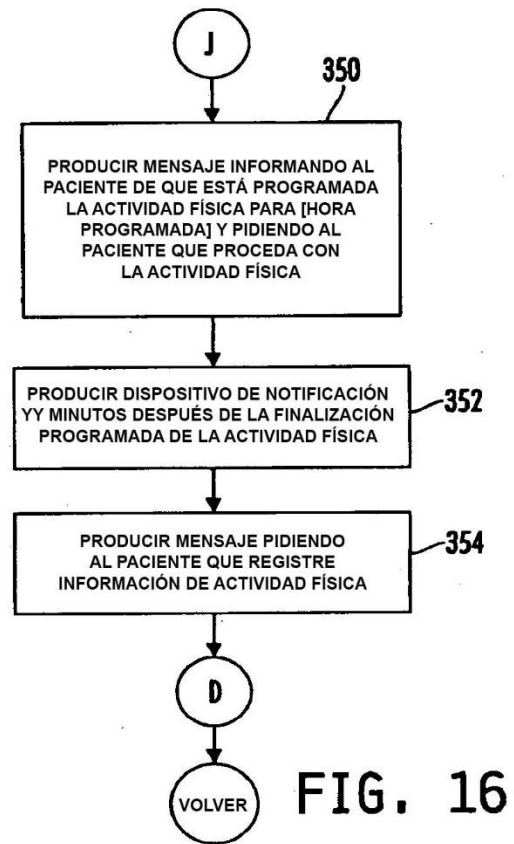 J
350
PRODUCIR MENSAJE INFORMANDO AL
PACIENTE DE QUE ESTÁ PROGRAMADA
LA ACTIVIDAD FÍSICA PARA [HORA
PROGRAMADA] Y PIDIENDO AL
PACIENTE QUE PROCEDA CON
LA ACTIVIDAD FÍSICA
PRODUCIR DISPOSITIVO DE NOTIFICACIÓN
YY MINUTOS DESPUÉS DE LA FINALIZACIÓN
PROGRAMADA DE LA ACTIVIDAD FÍSICA
352
PRODUCIR MENSAJE PIDIENDO
AL PACIENTE QUE REGISTRE
INFORMACIÓN DE ACTIVIDAD FÍSICA
354
D
VOLVER
FIG. 16